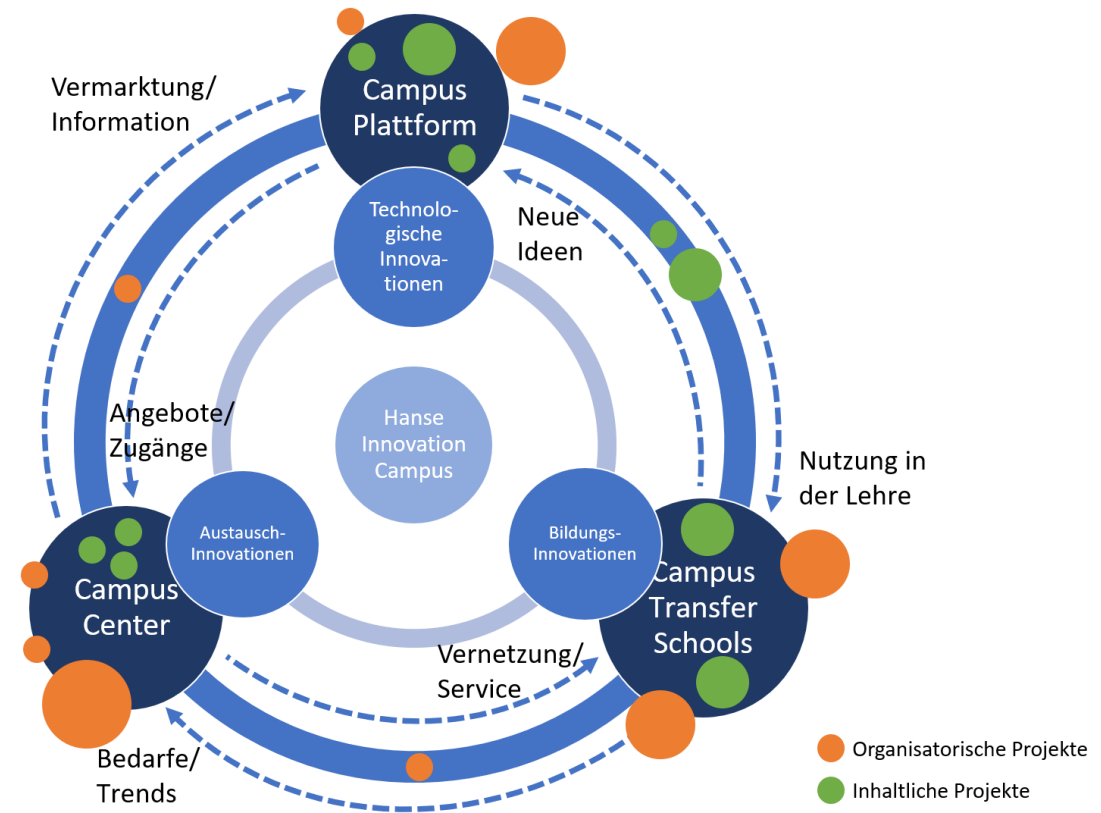 Vermarktung/
Information
Campus
Plattform
Technolo-
gische
Innova-
tionen
Neue
Ideen
Angebote/
Zugänge
Hanse
Innovation
Campus
Nutzung in
der Lehre
Austausch-
Innovationen
Bildungs-
Innovationen
Campus
Center
Campus
Transfer
Schools
Vernetzung/
Service
Bedarfe/
Trends
Organisatorische Projekte
Inhaltliche Projekte